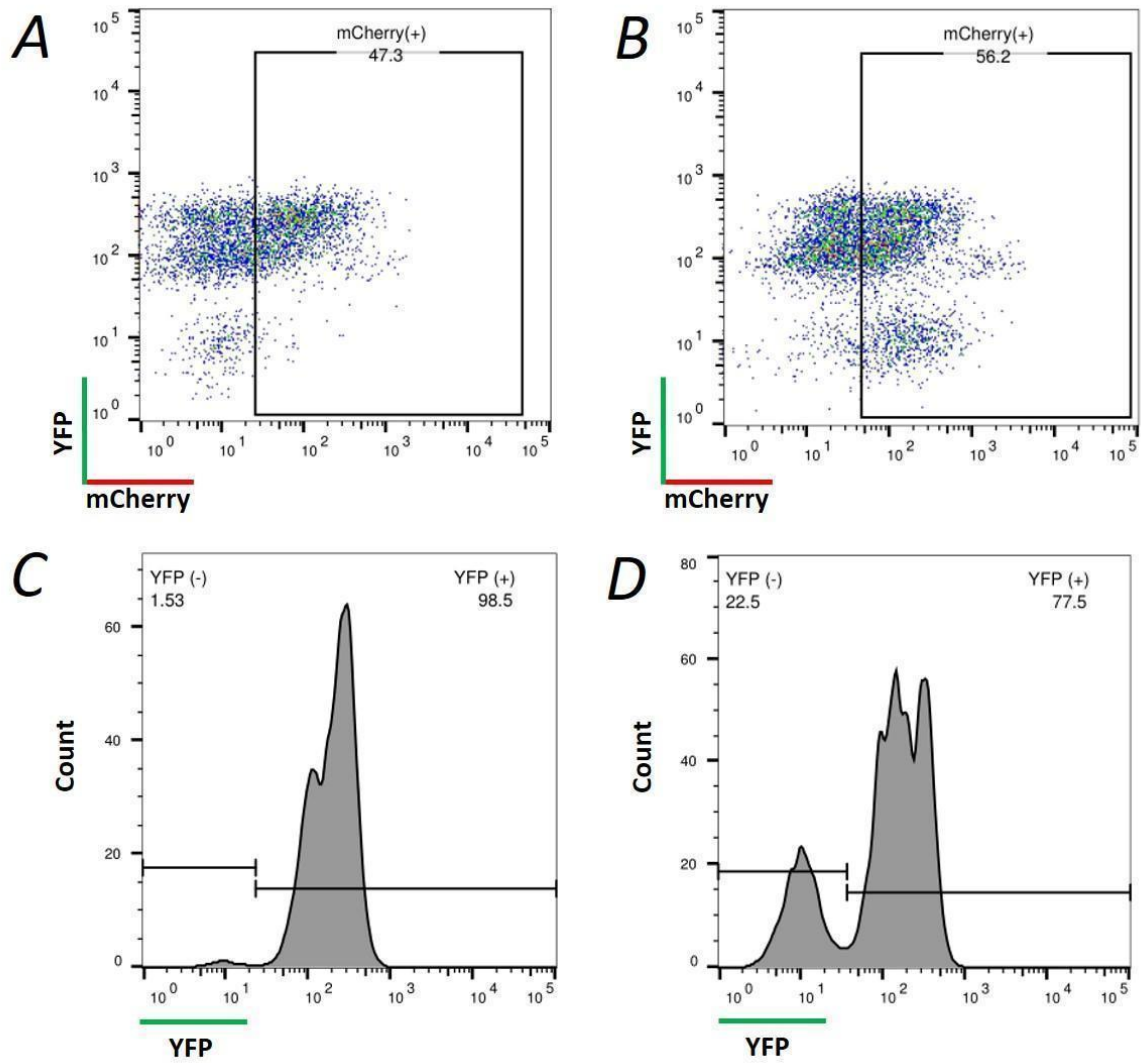 A
mCherry(+)
47.3
10^5
10^4
10^3
10^2
10^1
10^0
10^0 10^1 10^2 10^3 10^4 10^5
YFP
mCherry
B
mCherry(+)
56.2
10^5
10^4
10^3
10^2
10^1
10^0
10^0 10^1 10^2 10^3 10^4 10^5
YFP
mCherry
C
YFP (-) YFP (+)
1.53 98.5
60
40
20
0
Count
10^0 10^1 10^2 10^3 10^4 10^5
YFP
D
YFP (-) YFP (+)
22.5 77.5
80
60
40
20
0
Count
10^0 10^1 10^2 10^3 10^4 10^5
YFP